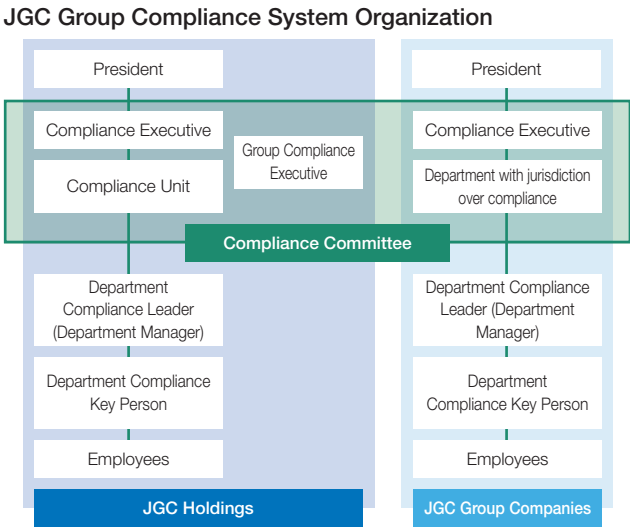 JGC Group Compliance System Organization
President
Compliance Executive
Compliance Unit
Group Compliance
Executive
Department
Compliance Leader
(Department Manager)
Department Compliance
Key Person
Employees
JGC Holdings
President
Compliance Executive
Department with jurisdiction
over compliance
Compliance Committee
Department Compliance
Leader (Department
Manager)
Department
Compliance Key Person
Employees
JGC Group Companies